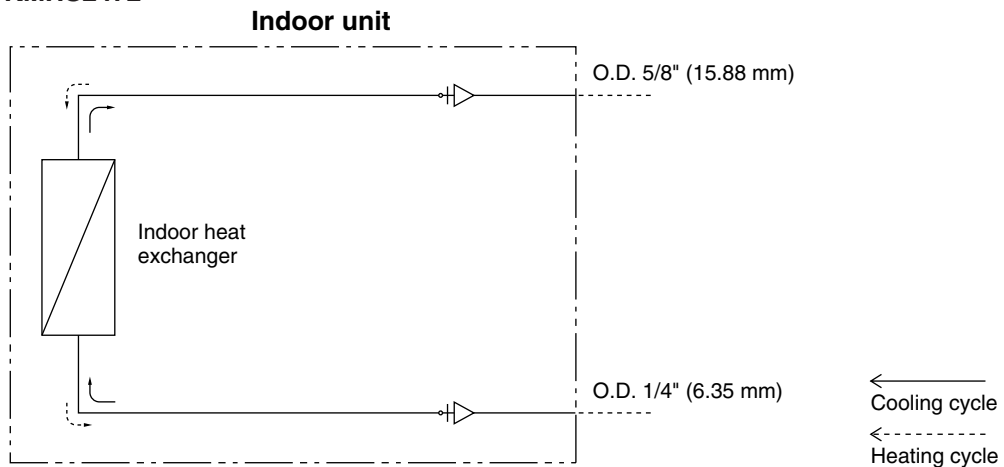 Indoor unit
O.D. 5/8" (15.88 mm)
Indoor heat
exchanger
O.D. 1/4" (6.35 mm)
Cooling cycle
Heating cycle